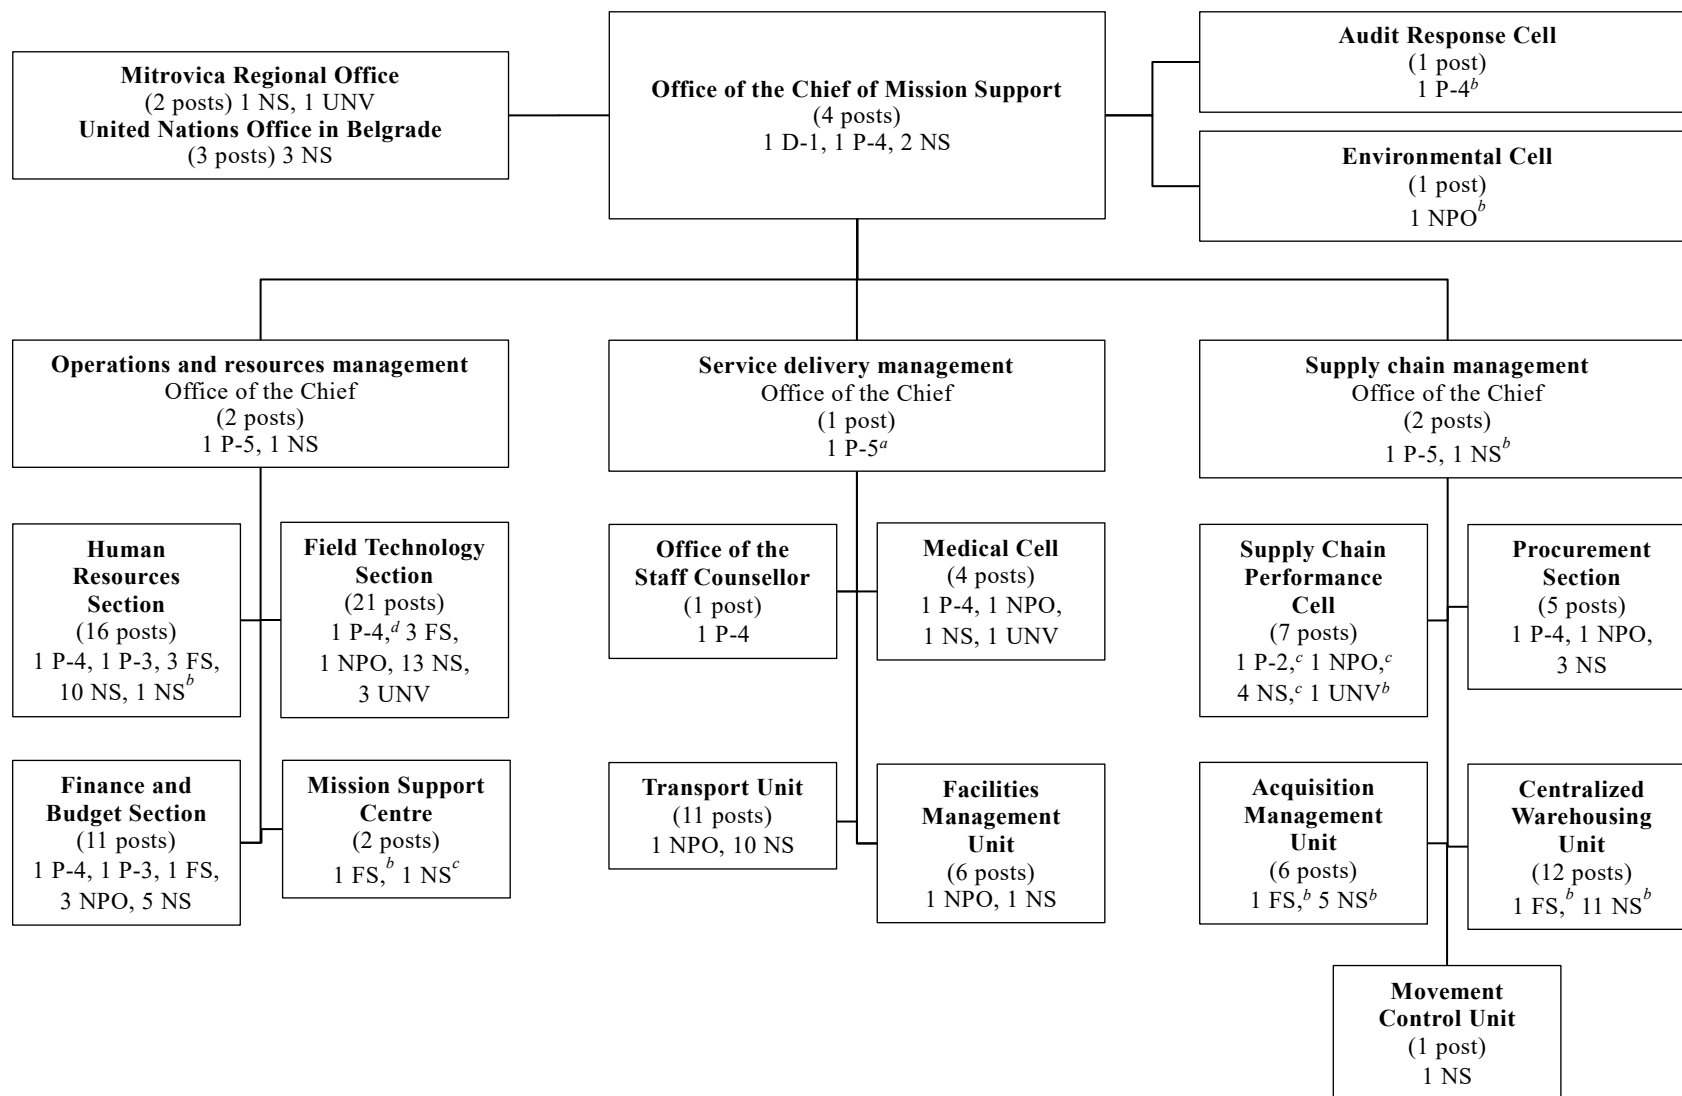 Mitrovica Regional Office
(2 posts) 1 NS, 1 UNV
United Nations Office in Belgrade
(3 posts) 3 NS
Office of the Chief of Mission Support
(4 posts)
1 D-1, 1 P-4, 2 NS
Audit Response Cell
(1 post)
1 P-4b
Environmental Cell
(1 post)
1 NPOb
Operations and resources management
Office of the Chief
(2 posts)
1 P-5, 1 NS
Service delivery management
Office of the Chief
(1 post)
1 P-5a
Supply chain management
Office of the Chief
(2 posts)
1 P-5, 1 NSb
Human
Resources
Section
(16 posts)
1 P-4, 1 P-3, 3 FS,
10 NS, 1 NSb
Field Technology
Section
(21 posts)
1 P-4,d 3 FS,
1 NPO, 13 NS,
3 UNV
Office of the
Staff Counsellor
(1 post)
1 P-4
Medical Cell
(4 posts)
1 P-4, 1 NPO,
1 NS, 1 UNV
Supply Chain
Performance
Cell
(7 posts)
1 P-2,c 1 NPO,c
4 NS,c 1 UNVb
Procurement
Section
(5 posts)
1 P-4, 1 NPO,
3 NS
Finance and
Budget Section
(11 posts)
1 P-4, 1 P-3, 1 FS,
3 NPO, 5 NS
Mission Support
Centre
(2 posts)
1 FS,b 1 NSc
Transport Unit
(11 posts)
1 NPO, 10 NS
Facilities
Management
Unit
(6 posts)
1 NPO, 1 NS
Acquisition
Management
Unit
(6 posts)
1 FS,b 5 NSb
Centralized
Warehousing
Unit
(12 posts)
1 FS,b 11 NSb
Movement
Control Unit
(1 post)
1 NS